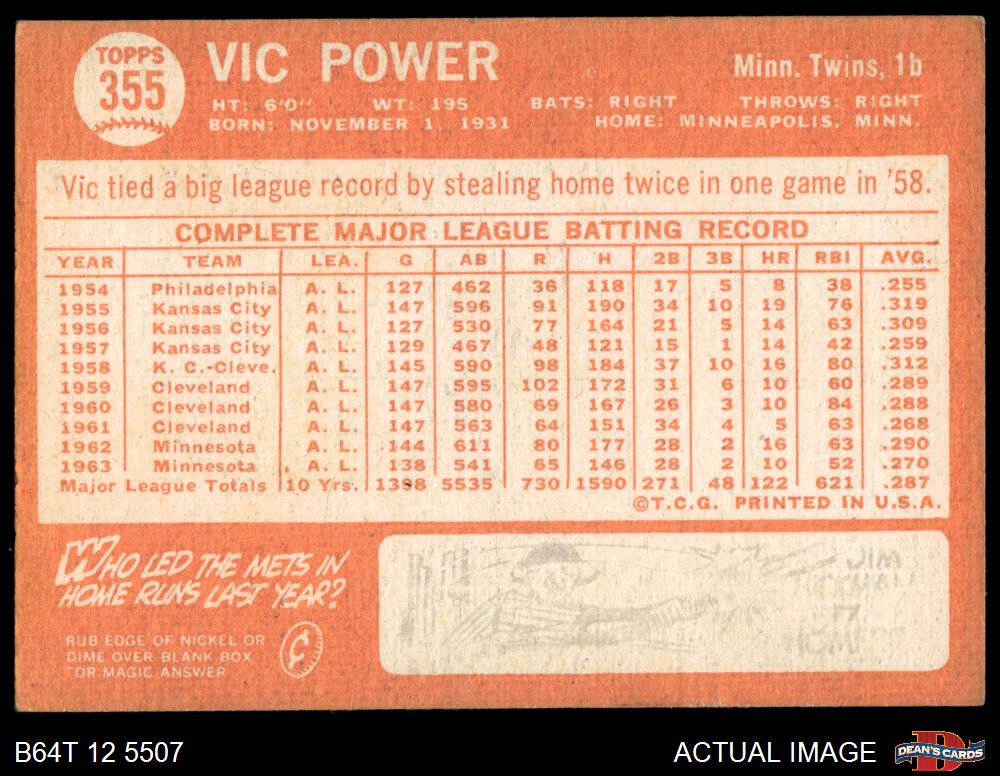 TOPPS
355
VIC POWER
Minn. Twins, 1b
HT: 6'0" WT: 195 BATS: RIGHT THROWS: RIGHT
BORN: NOVEMBER 1, 1931 HOME: MINNEAPOLIS, MINN.
Vic tied a big league record by stealing home twice in one game in '58.
COMPLETE MAJOR LEAGUE BATTING RECORD
YEAR TEAM LEA. G AB R H 2B 3B HR RBI AVG.
1954 Philadelphia A. L. 127 462 36 118 17 5 8 38 .255
1955 Kansas City A. L. 147 596 91 190 34 10 19 76 .319
1956 Kansas City A. L. 127 530 77 164 21 5 14 63 .309
1957 Kansas City A. L. 129 467 48 121 15 1 14 42 .259
1958 K. C.-Cleve. A. L. 145 590 98 184 37 10 16 80 .312
1959 Cleveland A. L. 147 595 102 172 31 6 10 60 .289
1960 Cleveland A. L. 147 580 69 167 26 3 10 84 .288
1961 Cleveland A. L. 147 563 64 151 34 4 5 63 .268
1962 Minnesota A. L. 144 611 80 177 28 2 16 63 .290
1963 Minnesota A. L. 138 541 65 146 28 2 10 52 .270
Major League Totals 10 Yrs. 1398 5535 730 1590 271 48 122 621 .287
©T.C.G. PRINTED IN U.S.A.
WHO LED THE METS IN
HOME RUNS LAST YEAR?
RUB EDGE OF NICKEL OR
DIME OVER BLANK BOX
FOR MAGIC ANSWER
JIM
B64T 12 5507
ACTUAL IMAGE
DEAN'S CARDS